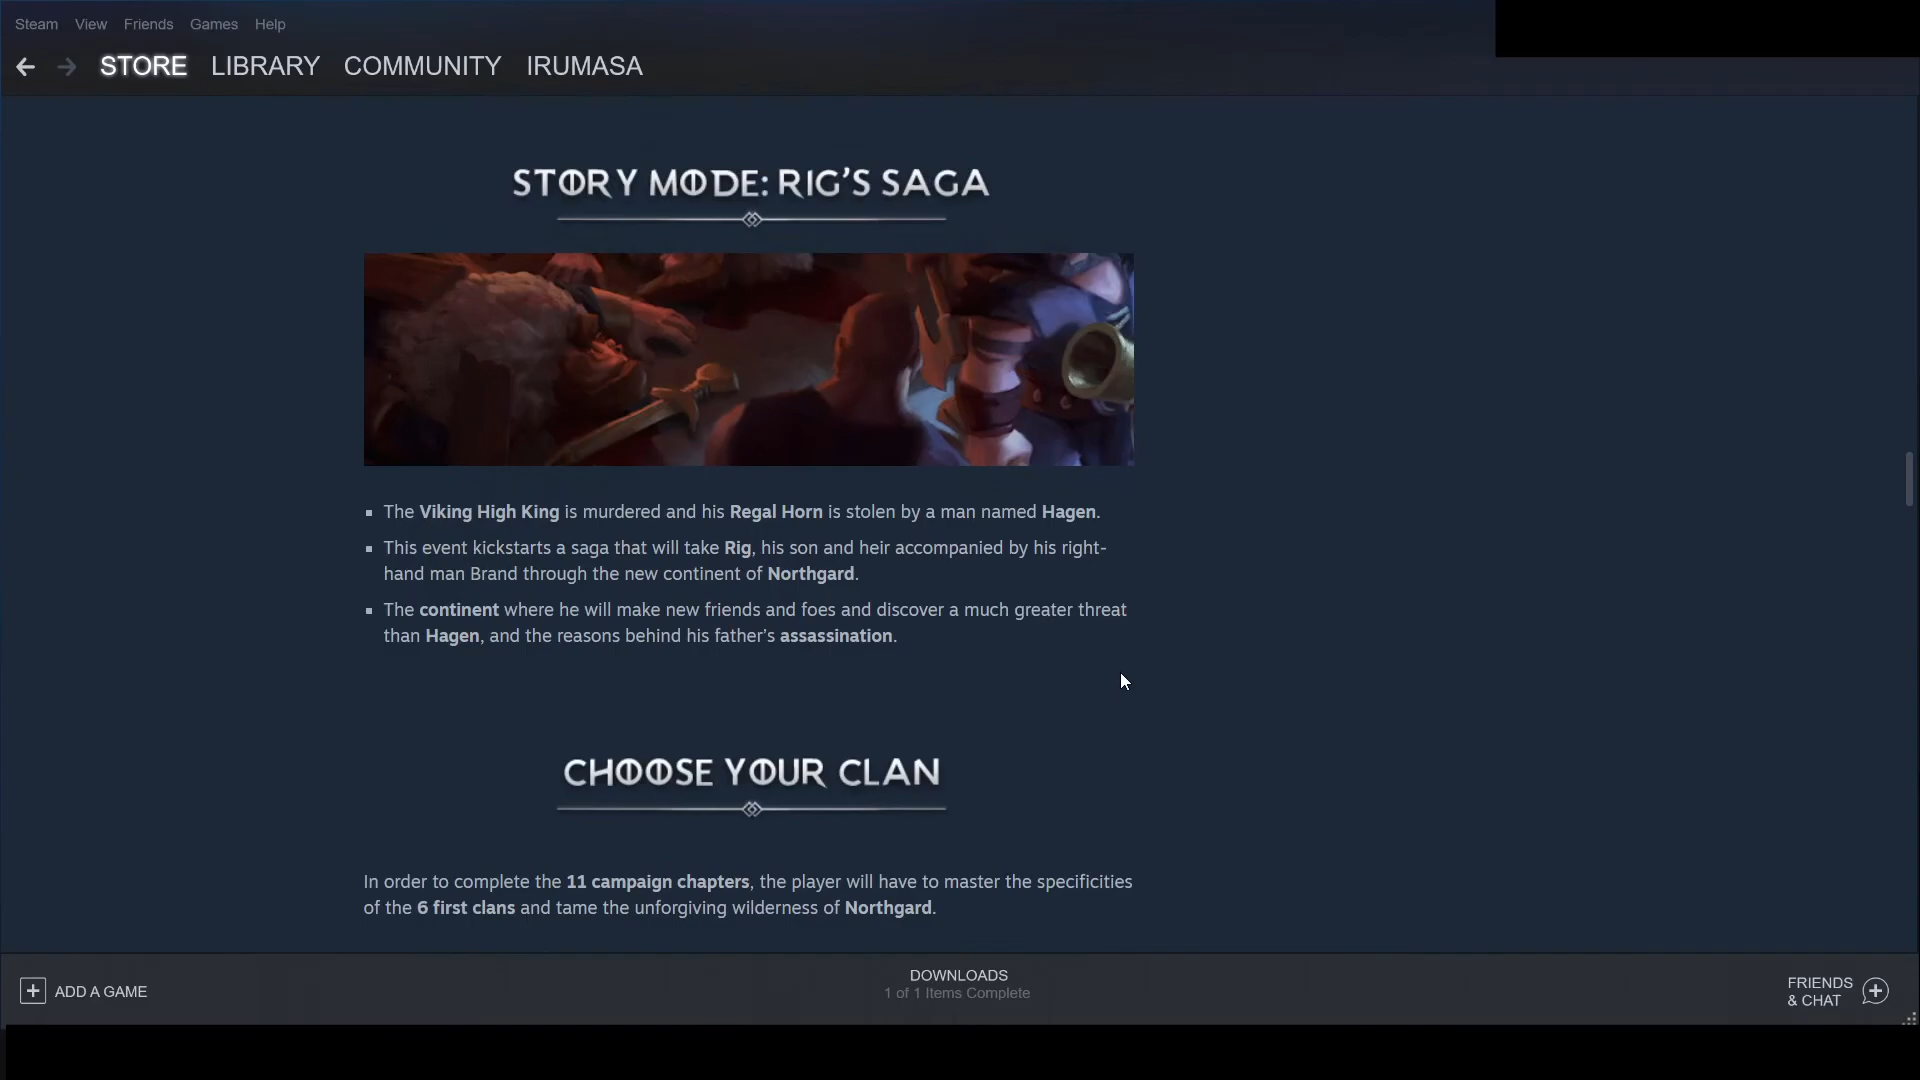 Steam View Friends Games Help
STORE LIBRARY COMMUNITY IRUMASA
STORY MODE: RIG'S SAGA
The Viking High King is murdered and his Regal Horn is stolen by a man named Hagen.
This event kickstarts a saga that will take Rig, his son and heir accompanied by his right-
hand man Brand through the new continent of Northgard.
The continent where he will make new friends and foes and discover a much greater threat
than Hagen, and the reasons behind his father’s assassination.
CHOOSE YOUR CLAN
In order to complete the 11 campaign chapters, the player will have to master the specificities
of the 6 first clans and tame the unforgiving wilderness of Northgard.
ADD A GAME
DOWNLOADS
1 of 1 Items Complete
FRIENDS
& CHAT